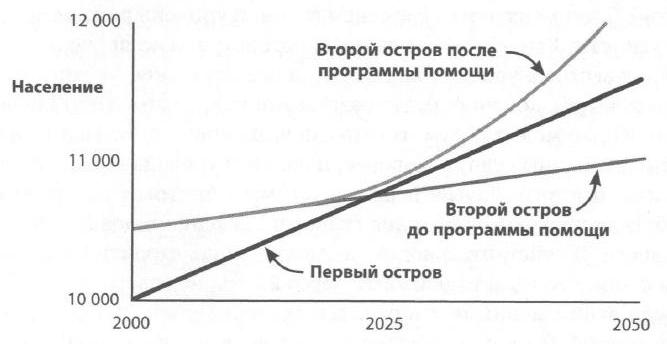 12 000
Население
Второй остров после
программы помощи
11 000
Второй остров
до программы помощи
Первый остров
10 000
2000
2025
2050